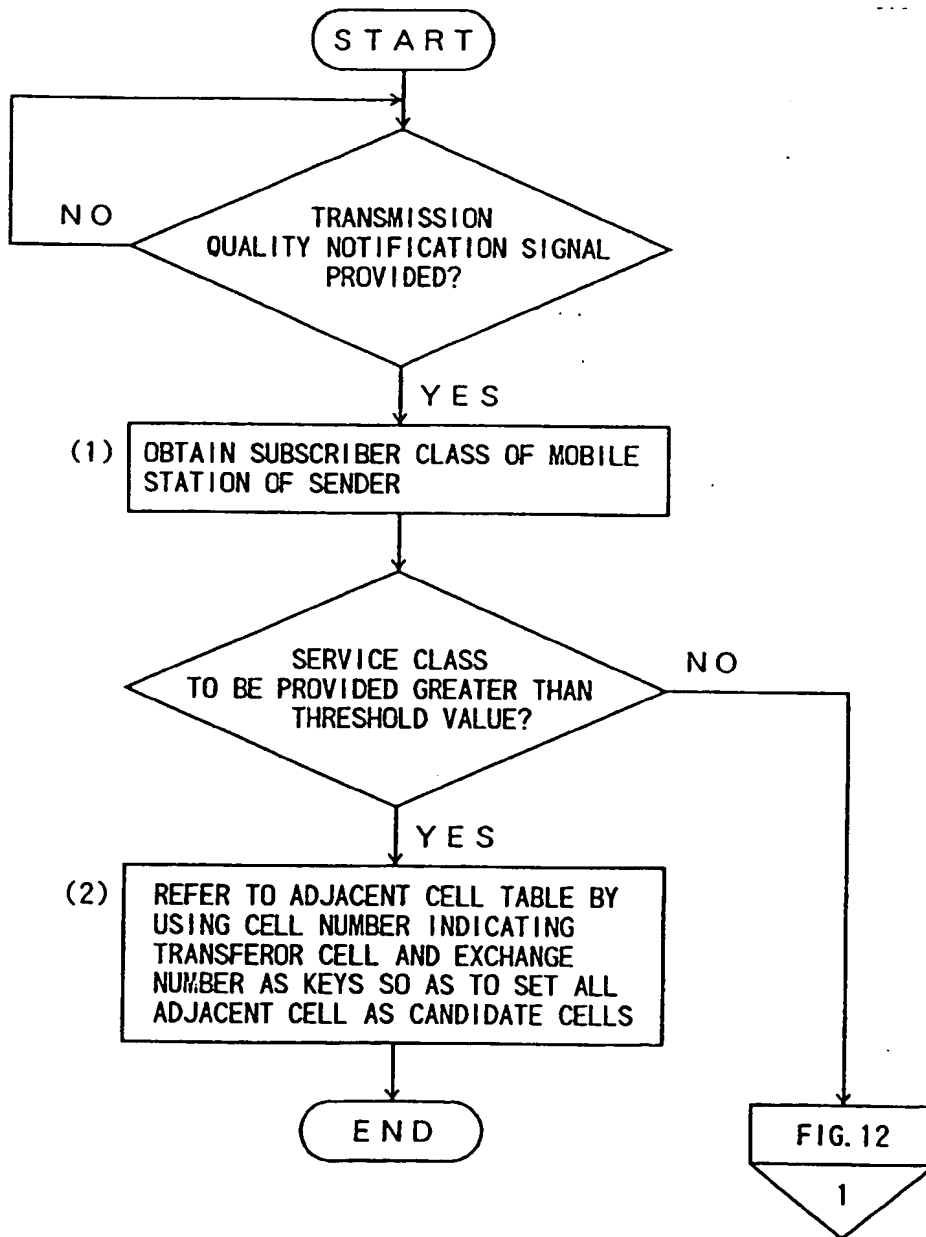 START
NO
TRANSMISSION
QUALITY NOTIFICATION SIGNAL
PROVIDED?
YES
(1)
OBTAIN SUBSCRIBER CLASS OF MOBILE
STATION OF SENDER
SERVICE CLASS
TO BE PROVIDED GREATER THAN
THRESHOLD VALUE?
NO
YES
(2)
REFER TO ADJACENT CELL TABLE BY
USING CELL NUMBER INDICATING
TRANSFEROR CELL AND EXCHANGE
NUMBER AS KEYS SO AS TO SET ALL
ADJACENT CELL AS CANDIDATE CELLS
END
FIG. 12
1